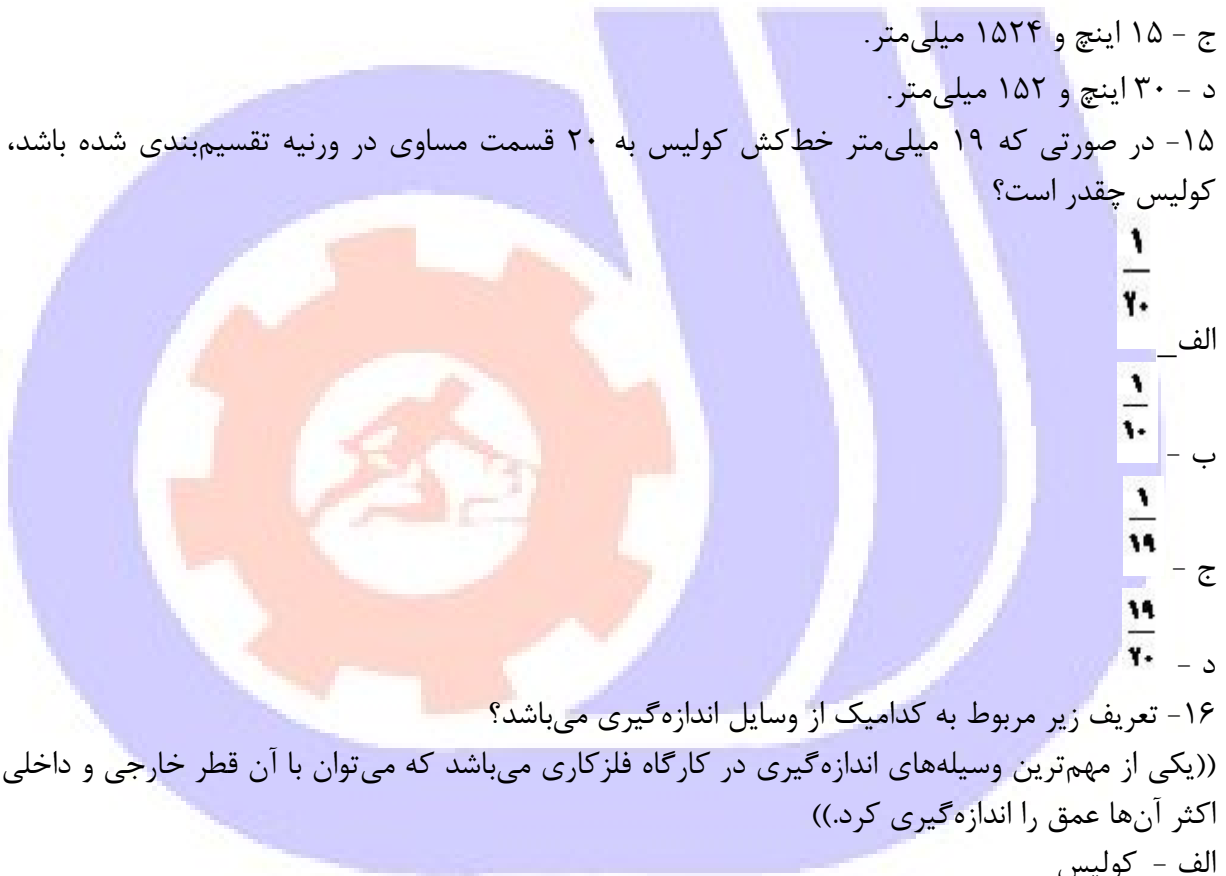 ج - ۱۵ اینچ و ۱۵۲۴ میلی‌متر.
د - ۳۰ اینچ و ۱۵۲ میلی‌متر.
۱۵- در صورتی که ۱۹ میلی‌متر خط‌کش کولیس به ۲۰ قسمت مساوی در ورنیه تقسیم‌بندی شده باشد،
کولیس چقدر است؟
الف_ ۱/۲۰
ب - ۱/۱۰
ج - ۱/۱۹
د - ۱۹/۲۰
۱۶- تعریف زیر مربوط به کدامیک از وسایل اندازه‌گیری می‌باشد؟
((یکی از مهم‌ترین وسیله‌های اندازه‌گیری در کارگاه فلزکاری می‌باشد که می‌توان با آن قطر خارجی و داخلی
اکثر آن‌ها عمق را اندازه‌گیری کرد.))
الف - کولیس